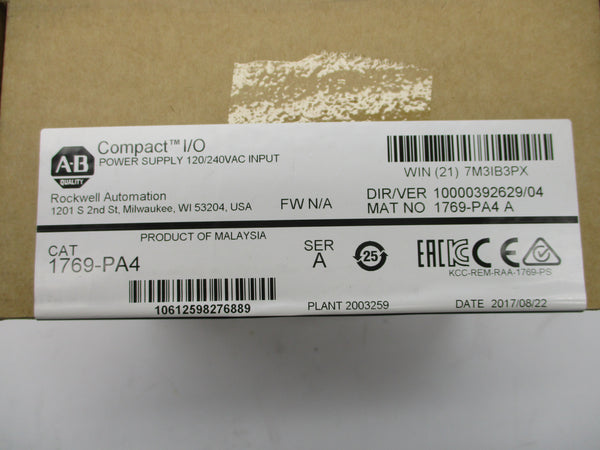 A-B
QUALITY
Compact™ I/O
POWER SUPPLY 120/240VAC INPUT
Rockwell Automation
1201 S 2nd St, Milwaukee, WI 53204, USA
FW N/A
WIN (21) 7M3IB3PX
DIR/VER 10000392629/04
MAT NO 1769-PA4 A
PRODUCT OF MALAYSIA
CAT
1769-PA4
SER
A
25
EAC
CE
KCC-REM-RAA-1769-PS
10612598276889
PLANT 2003259
DATE 2017/08/22